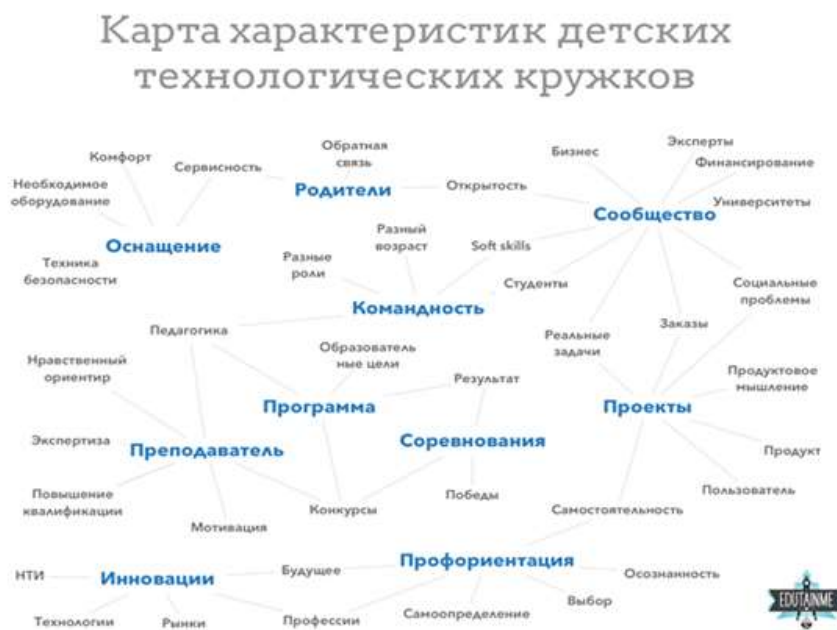 Карта характеристик детских
технологических кружков
Обратная
связь
Комфорт
Сервисность
Бизнес
Эксперты
Финансирование
Необходимое
оборудование
Родители
Открытость
Университеты
Сообщество
Оснащение
Разный
возраст
Soft skills
Разные
роли
Техника
безопасности
Студенты
Социальные
проблемы
Командность
Педагогика
Заказы
Реальные
задачи
Образователь
ные цели
Нравственный
ориентир
Результат
Продуктовое
мышление
Программа
Проекты
Экспертиза
Преподаватель
Соревнования
Продукт
Повышение
квалификации
Победы
Пользователь
Мотивация
Конкурсы
Самостоятельность
НТИ
Инновации
Будущее
Профориентация
Осознанность
Технологии
Рынки
Профессии
Самоопределение
Выбор
EDUTAINME